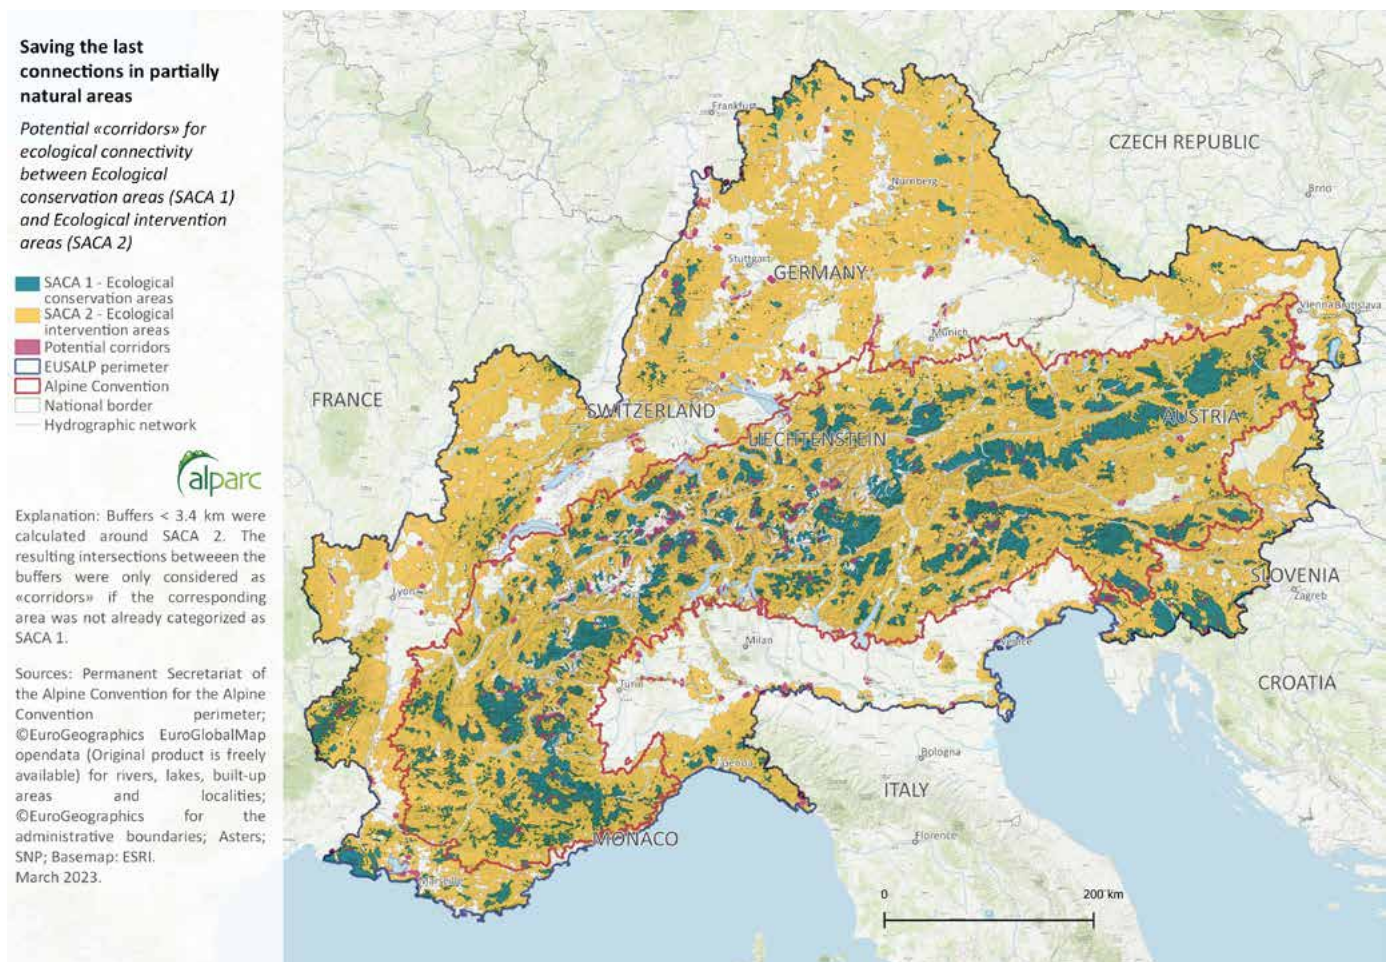 Saving the last
connections in partially
natural areas
Potential «corridors» for
ecological connectivity
between Ecological
conservation areas (SACA 1)
and Ecological intervention
areas (SACA 2)
SACA 1 - Ecological
conservation areas
SACA 2 - Ecological
intervention areas
Potential corridors
EUSALP perimeter
Alpine Convention
National border
Hydrographic network
alparc
Explanation: Buffers < 3.4 km were
calculated around SACA 2. The
resulting intersections betweeen the
buffers were only considered as
«corridors» if the corresponding
area was not already categorized as
SACA 1.
Sources: Permanent Secretariat of
the Alpine Convention for the Alpine
Convention perimeter;
©EuroGeographics EuroGlobalMap
opendata (Original product is freely
available) for rivers, lakes, built-up
areas and localities;
©EuroGeographics for the
administrative boundaries; Asters;
SNP; Basemap: ESRI.
March 2023.
Frankfurt
CZECH REPUBLIC
Brno
Nürnberg
Stuttgart
GERMANY
Vienna
Bratislava
Munich
FRANCE
SWITZERLAND
LIECHTENSTEIN
AUSTRIA
SLOVENIA
Zagreb
Lyon
Milan
Venice
Turin
CROATIA
Bologna
Genoa
ITALY
MONACO
Florence
Marseille
0
200 km